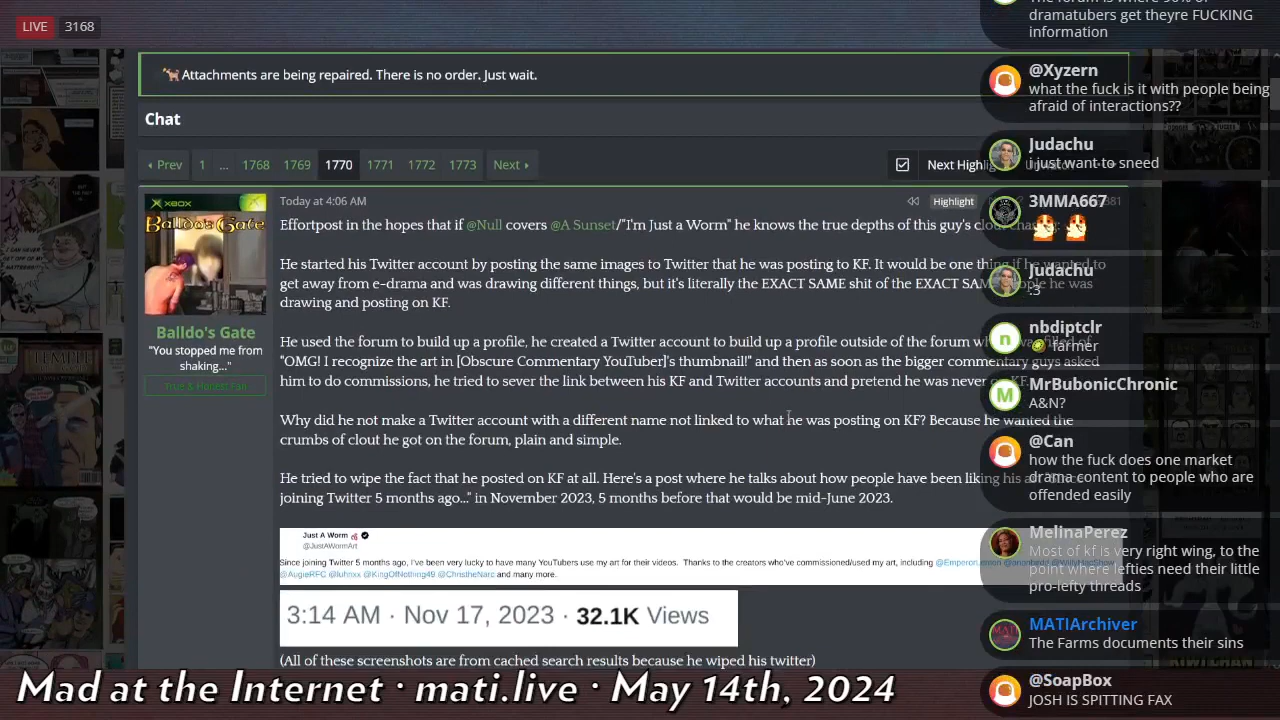 LIVE 3168
🐐Attachments are being repaired. There is no order. Just wait.
Chat
Prev 1 … 1768 1769 1770 1771 1772 1773 Next
Next
XBOX
Balldo's Gate
Balldo's Gate
"You stopped me from
shaking..."
True & Honest Fan
Today at 4:06 AM
Highlight
Effortpost in the hopes that if @Null covers @A Sunset/"I'm Just a Worm" he knows the true depths of this guy's
He started his Twitter account by posting the same images to Twitter that he was posting to KF. It would be one thing if he wanted to
get away from e-drama and was drawing different things, but it's literally the EXACT SAME shit of the EXACT SAME people he was
drawing and posting on KF.
He used the forum to build up a profile, he created a Twitter account to build up a profile outside of the forum
"OMG! I recognize the art in [Obscure Commentary YouTuber]'s thumbnail!" and then as soon as the bigger commentary guys asked
him to do commissions, he tried to sever the link between his KF and Twitter accounts and pretend he was never on KF.
Why did he not make a Twitter account with a different name not linked to what he was posting on KF? Because he wanted the
crumbs of clout he got on the forum, plain and simple.
He tried to wipe the fact that he posted on KF at all. Here's a post where he talks about how people have been liking his
joining Twitter 5 months ago..." in November 2023, 5 months before that would be mid-June 2023.
Just A Worm
@JustAWormArt
Since joining Twitter 5 months ago, I've been very lucky to have many YouTubers use my art for their videos. Thanks to the creators who've commissioned/used my art, including
@AugieRFC @luhnxx @KingOfNothing49 @ChristheNarc and many more.
3:14 AM · Nov 17, 2023 · 32.1K Views
(All of these screenshots are from cached search results because he wiped his twitter)
dramatubers get theyre FUCKING
information
@Xyzern
what the fuck is it with people being
afraid of interactions??
Judachu
i just want to sneed
3MMA667
Judachu
:3
nbdiptclr
farmer
MrBubonicChronic
A&N?
@Can
how the fuck does one market
drama content to people who are
offended easily
MelinaPerez
Most of kf is very right wing, to the
point where lefties need their little
pro-lefty threads
MATIArchiver
The Farms documents their sins
@SoapBox
JOSH IS SPITTING FAX
Mad at the Internet · mati.live · May 14th, 2024